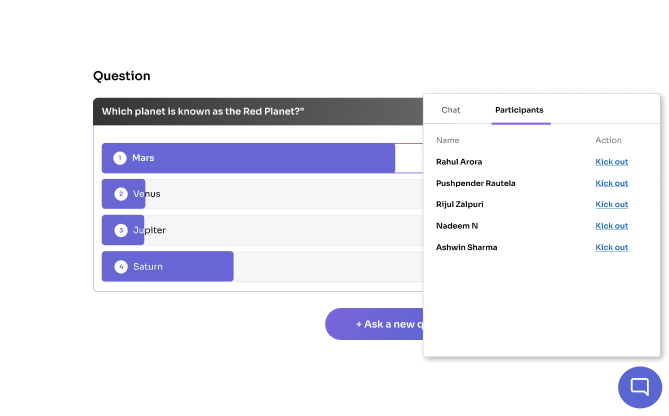 Question
Which planet is known as the Red Planet?"
1 Mars
2 Venus
3 Jupiter
4 Saturn
+ Ask a new q
Chat Participants
Name Action
Rahul Arora Kick out
Pushpender Rautela Kick out
Rijul Zalpuri Kick out
Nadeem N Kick out
Ashwin Sharma Kick out